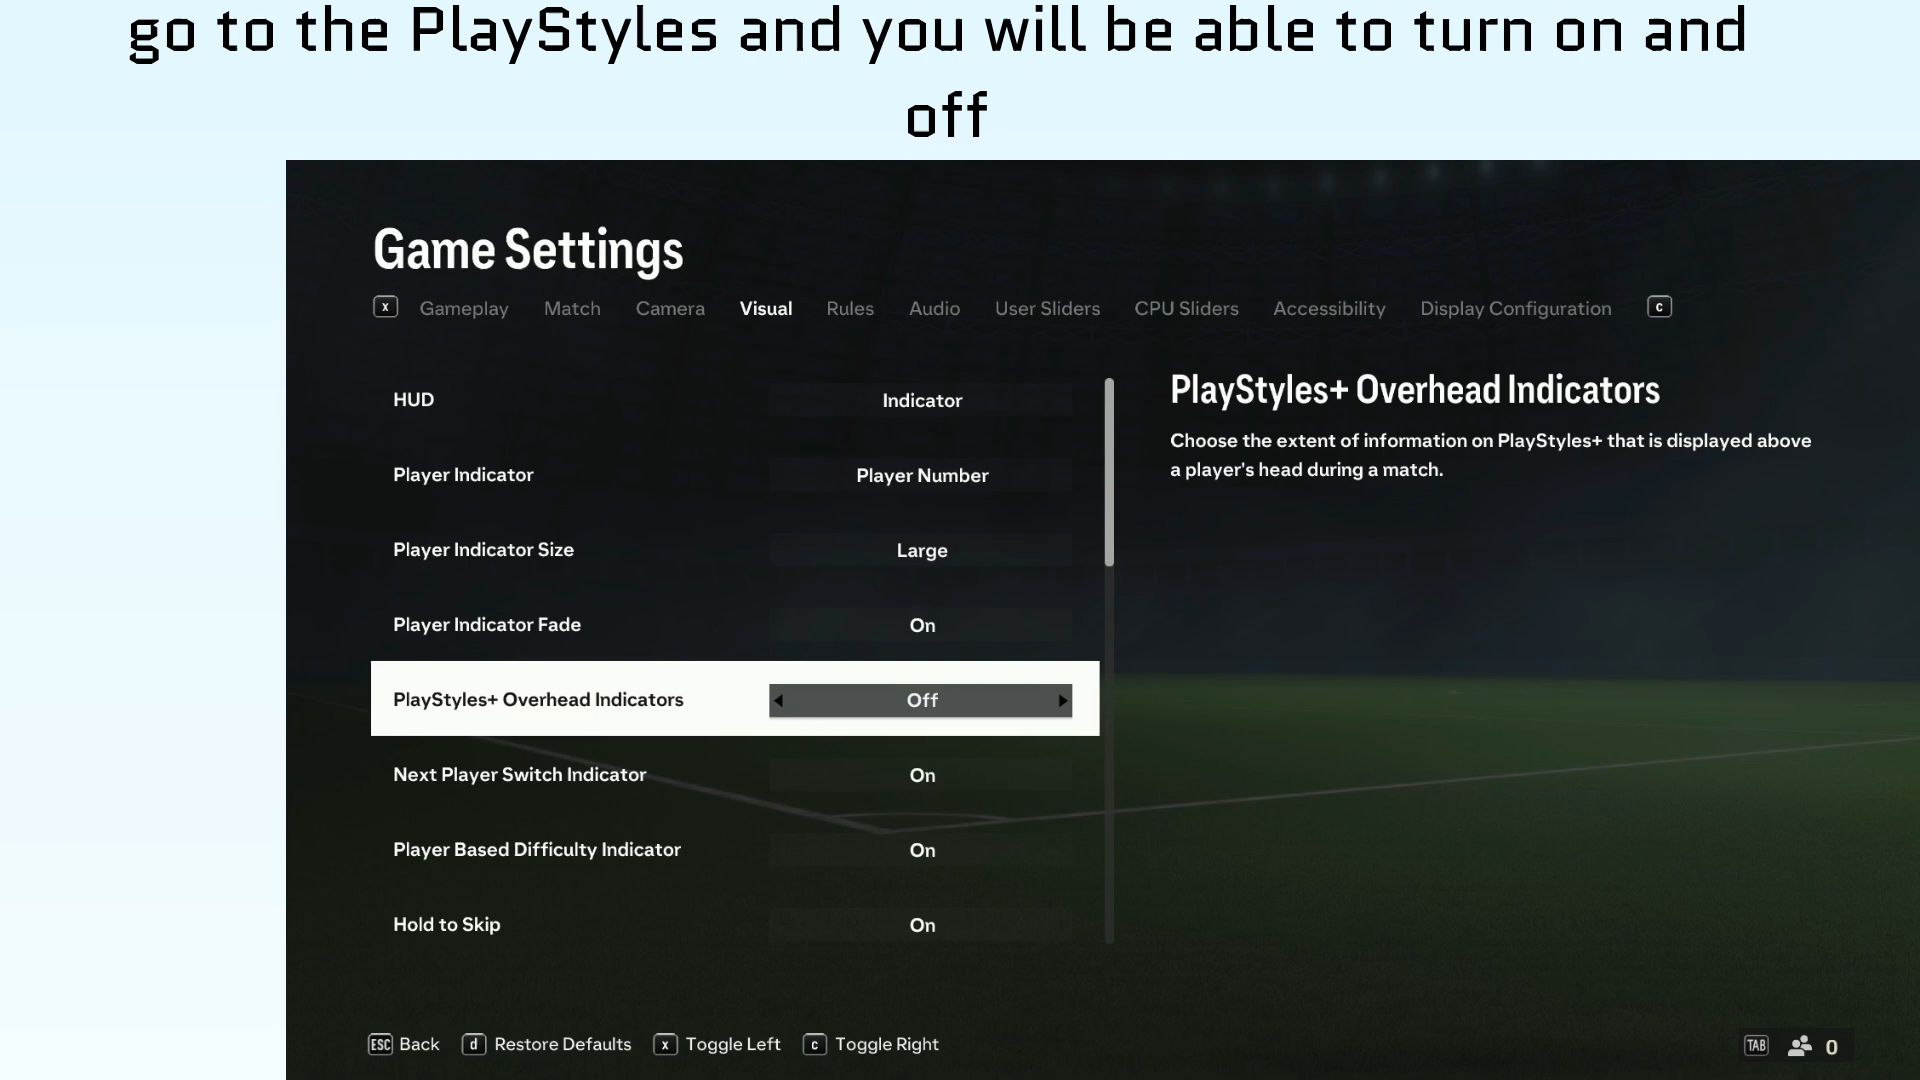 go to the PlayStyles and you will be able to turn on and
off
Game Settings
x Gameplay Match Camera Visual Rules Audio User Sliders CPU Sliders Accessibility Display Configuration c
HUD Indicator
Player Indicator Player Number
Player Indicator Size Large
Player Indicator Fade On
PlayStyles+ Overhead Indicators Off
Next Player Switch Indicator On
Player Based Difficulty Indicator On
Hold to Skip On
PlayStyles+ Overhead Indicators
Choose the extent of information on PlayStyles+ that is displayed above
a player's head during a match.
ESC Back d Restore Defaults x Toggle Left c Toggle Right
TAB 0